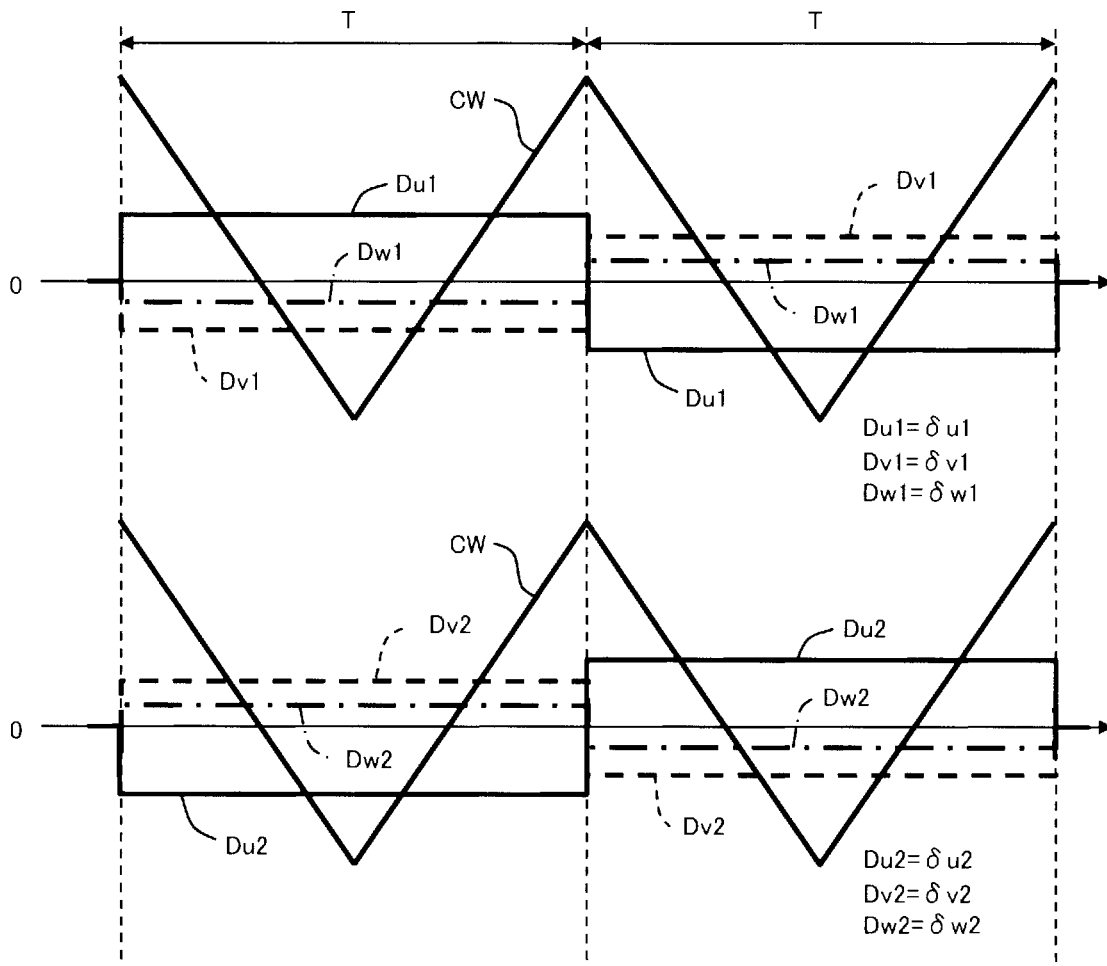 T T
CW
Du1 Dv1
Dw1
0
Dw1
Dv1
Du1
Du1=δu1
Dv1=δv1
Dw1=δw1
CW
Dv2 Du2
Dw2
0
Dw2
Dv2
Du2
Du2=δu2
Dv2=δv2
Dw2=δw2